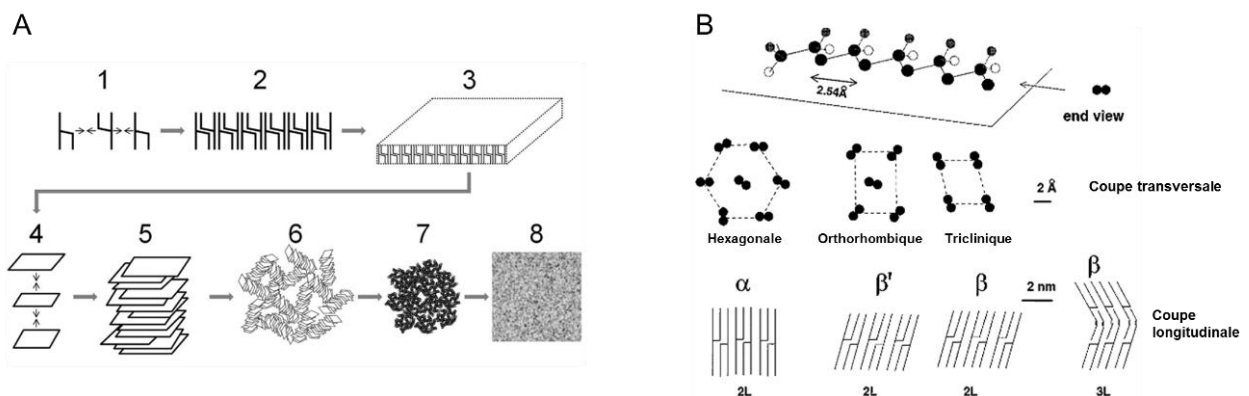 A
1 2 3
4 5 6 7 8
B
2.54Å
end view
2 Å
Coupe transversale
Hexagonale Orthorhombique Triclinique
α β' β 2 nm β
Coupe
longitudinale
2L 2L 2L 3L